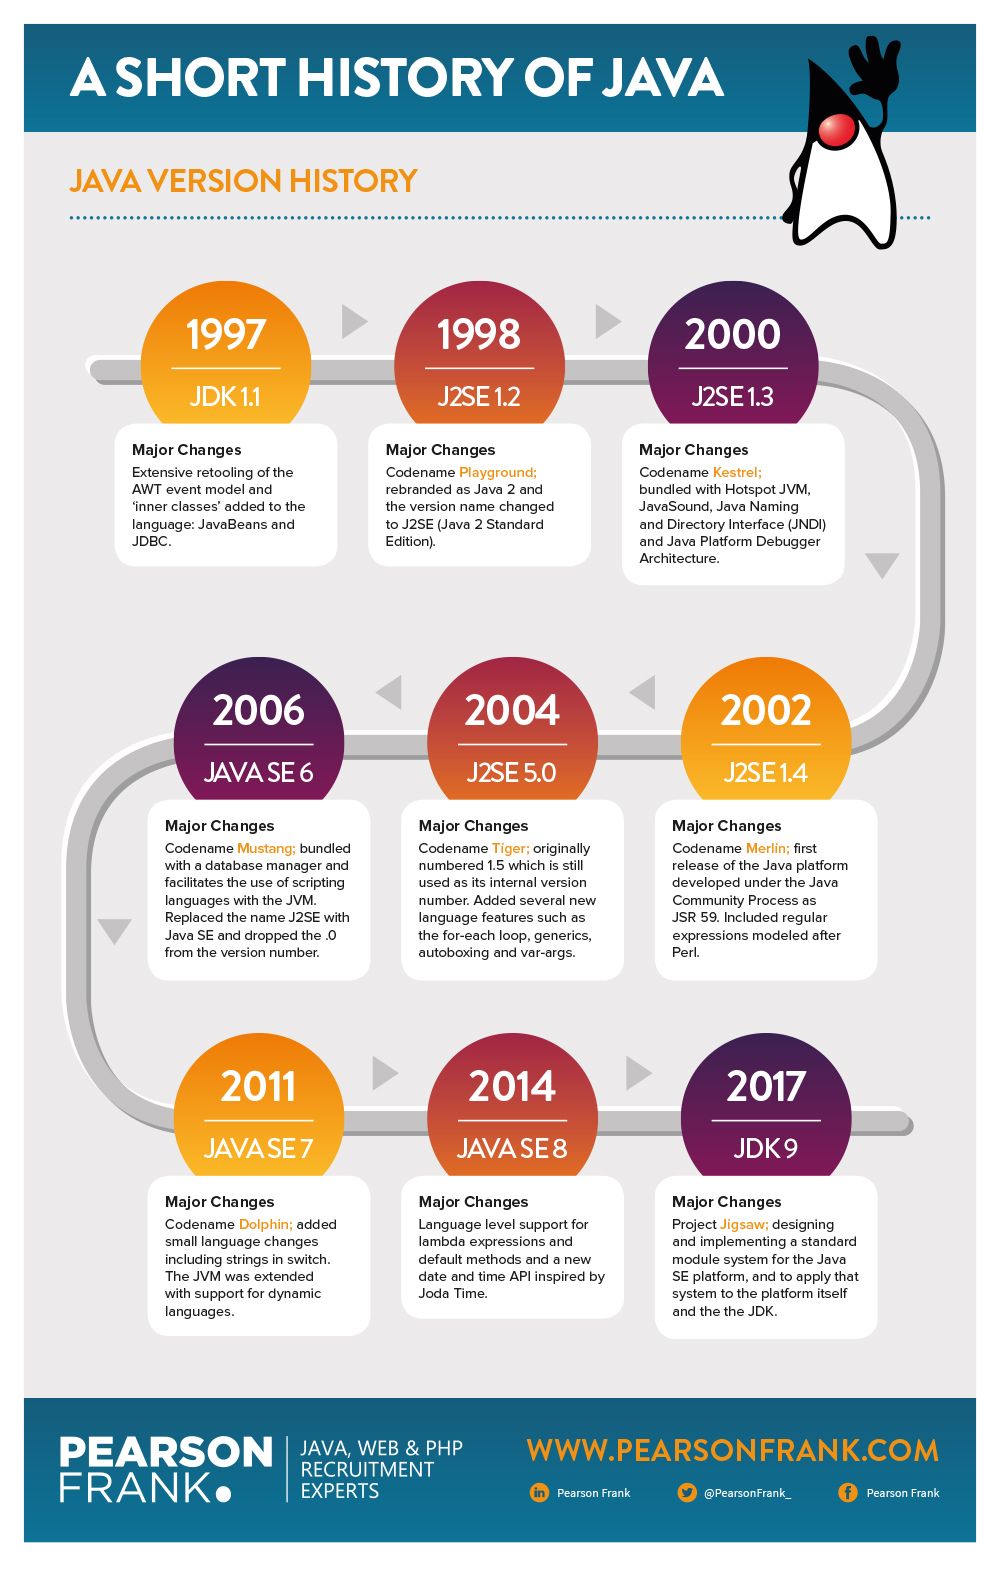 A SHORT HISTORY OF JAVA
JAVA VERSION HISTORY
1997
JDK 1.1
Major Changes
Extensive retooling of the
AWT event model and
‘inner classes’ added to the
language: JavaBeans and
JDBC.
1998
J2SE 1.2
Major Changes
Codename Playground;
rebranded as Java 2 and
the version name changed
to J2SE (Java 2 Standard
Edition).
2000
J2SE 1.3
Major Changes
Codename Kestrel;
bundled with Hotspot JVM,
JavaSound, Java Naming
and Directory Interface (JNDI)
and Java Platform Debugger
Architecture.
2006
JAVA SE 6
Major Changes
Codename Mustang; bundled
with a database manager and
facilitates the use of scripting
languages with the JVM.
Replaced the name J2SE with
Java SE and dropped the .0
from the version number.
2004
J2SE 5.0
Major Changes
Codename Tiger; originally
numbered 1.5 which is still
used as its internal version
number. Added several new
language features such as
the for-each loop, generics,
autoboxing and var-args.
2002
J2SE 1.4
Major Changes
Codename Merlin; first
release of the Java platform
developed under the Java
Community Process as
JSR 59. Included regular
expressions modeled after
Perl.
2011
JAVA SE 7
Major Changes
Codename Dolphin; added
small language changes
including strings in switch.
The JVM was extended
with support for dynamic
languages.
2014
JAVA SE 8
Major Changes
Language level support for
lambda expressions and
default methods and a new
date and time API inspired by
Joda Time.
2017
JDK 9
Major Changes
Project Jigsaw; designing
and implementing a standard
module system for the Java
SE platform, and to apply that
system to the platform itself
and the the JDK.
PEARSON
FRANK.
JAVA, WEB & PHP
RECRUITMENT
EXPERTS
WWW.PEARSONFRANK.COM
in Pearson Frank
@PearsonFrank_
f Pearson Frank